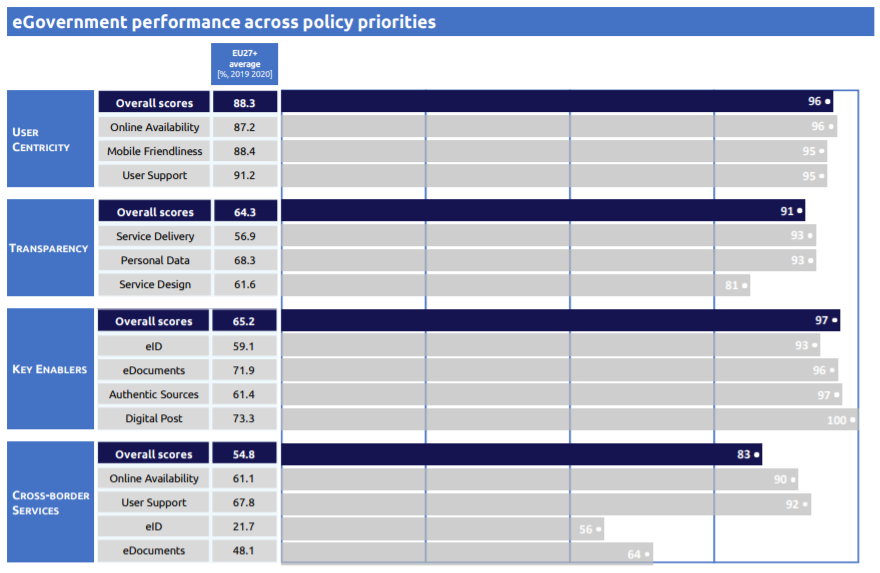 eGovernment performance across policy priorities
EU27+
average
[%, 2019 2020]
USER
CENTRICITY
Overall scores 88.3 96
Online Availability 87.2 96
Mobile Friendliness 88.4 95
User Support 91.2 95
TRANSPARENCY
Overall scores 64.3 91
Service Delivery 56.9 93
Personal Data 68.3 93
Service Design 61.6 81
KEY ENABLERS
Overall scores 65.2 97
eID 59.1 93
eDocuments 71.9 96
Authentic Sources 61.4 97
Digital Post 73.3 100
CROSS-BORDER
SERVICES
Overall scores 54.8 83
Online Availability 61.1 90
User Support 67.8 92
eID 21.7 56
eDocuments 48.1 64